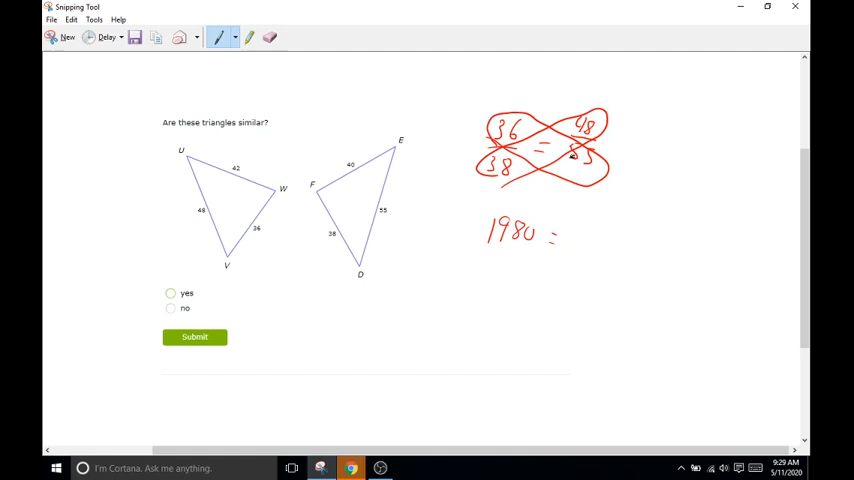 Snipping Tool
File Edit Tools Help
New Delay
Are these triangles similar?
U
42
W
48
36
V
E
40
F
55
38
D
yes
no
Submit
36 = 48
38 55
1980 =
I'm Cortana. Ask me anything.
9:29 AM
5/11/2020